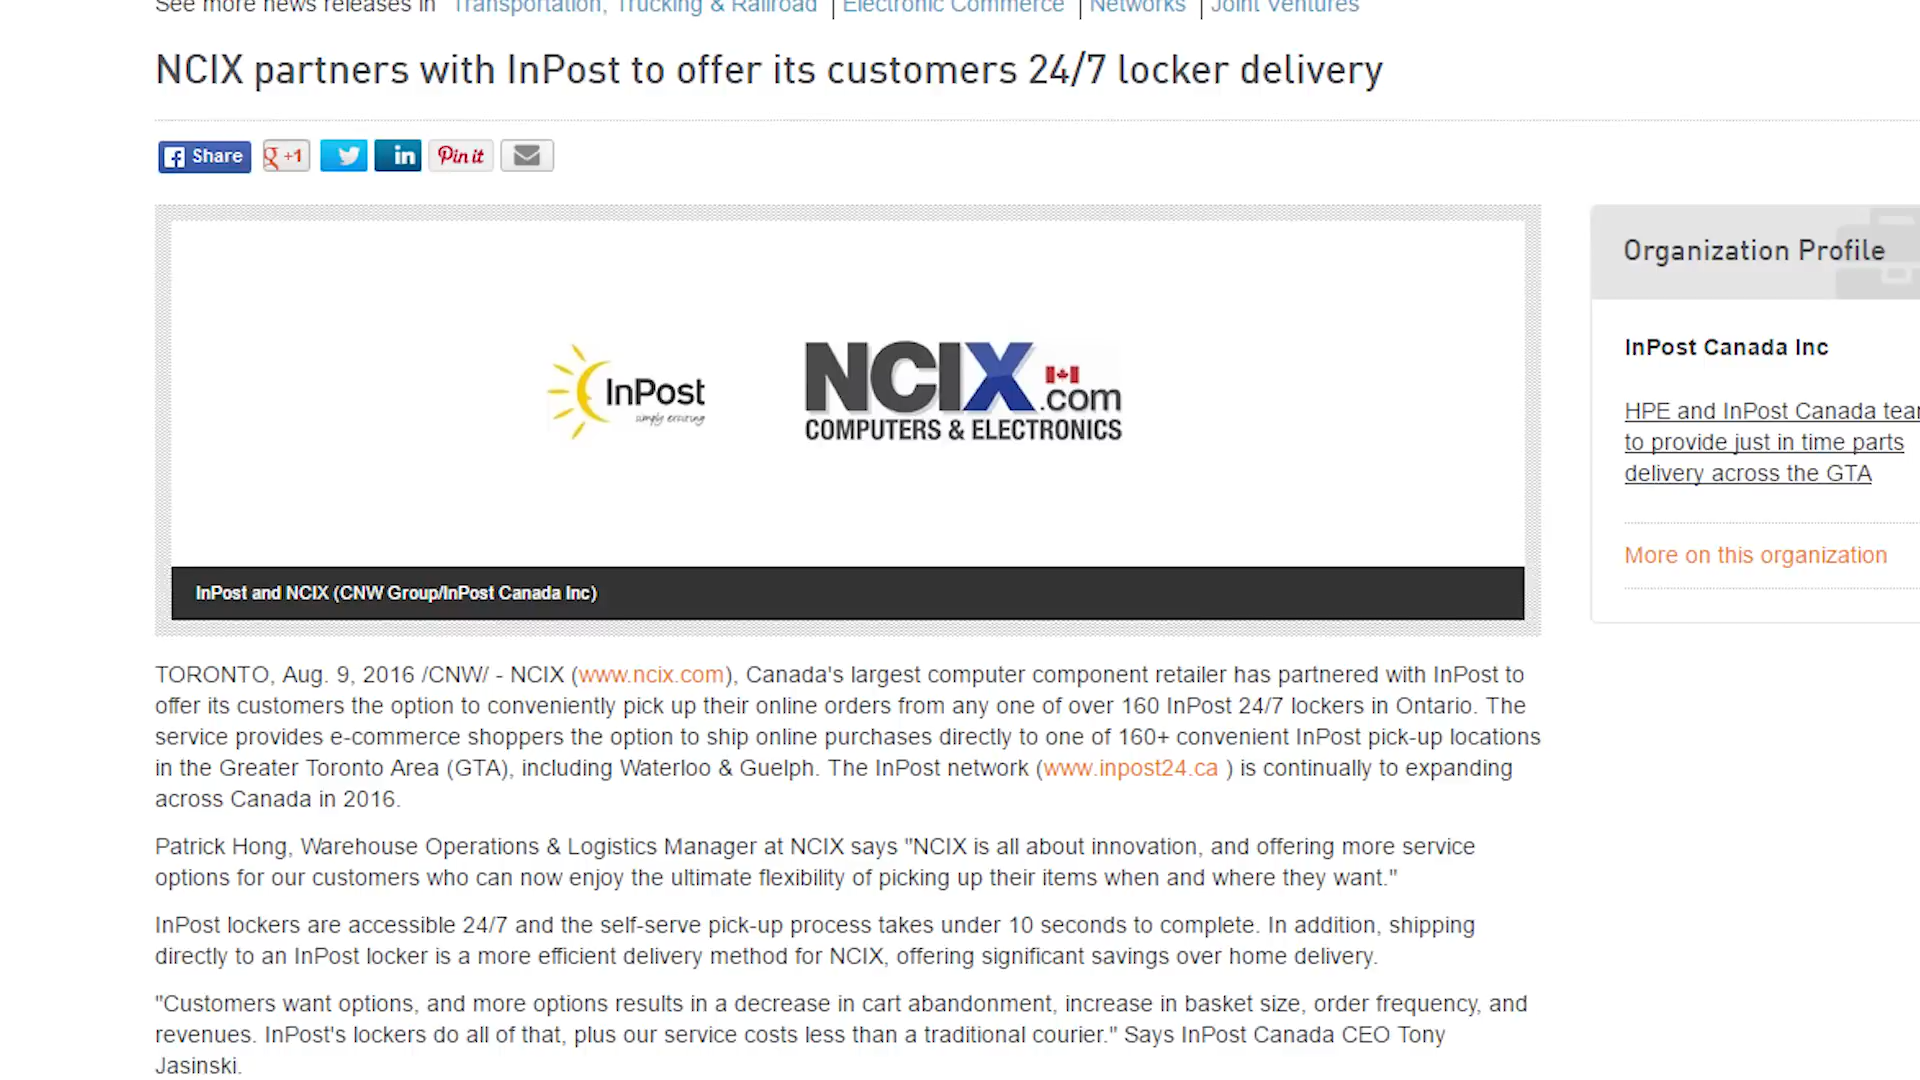 See more news releases in Transportation, Trucking & Railroad | Electronic Commerce | Networks | Joint Ventures
NCIX partners with InPost to offer its customers 24/7 locker delivery
Share +1 in Pin it
Organization Profile
InPost
simply exciting
NCIX.com
COMPUTERS & ELECTRONICS
InPost Canada Inc
HPE and InPost Canada
to provide just in time parts
delivery across the GTA
More on this organization
InPost and NCIX (CNW Group/InPost Canada Inc)
TORONTO, Aug. 9, 2016 /CNW/ - NCIX (www.ncix.com), Canada's largest computer component retailer has partnered with InPost to
offer its customers the option to conveniently pick up their online orders from any one of over 160 InPost 24/7 lockers in Ontario. The
service provides e-commerce shoppers the option to ship online purchases directly to one of 160+ convenient InPost pick-up locations
in the Greater Toronto Area (GTA), including Waterloo & Guelph. The InPost network (www.inpost24.ca ) is continually to expanding
across Canada in 2016.
Patrick Hong, Warehouse Operations & Logistics Manager at NCIX says "NCIX is all about innovation, and offering more service
options for our customers who can now enjoy the ultimate flexibility of picking up their items when and where they want."
InPost lockers are accessible 24/7 and the self-serve pick-up process takes under 10 seconds to complete. In addition, shipping
directly to an InPost locker is a more efficient delivery method for NCIX, offering significant savings over home delivery.
"Customers want options, and more options results in a decrease in cart abandonment, increase in basket size, order frequency, and
revenues. InPost's lockers do all of that, plus our service costs less than a traditional courier." Says InPost Canada CEO Tony
Jasinski.